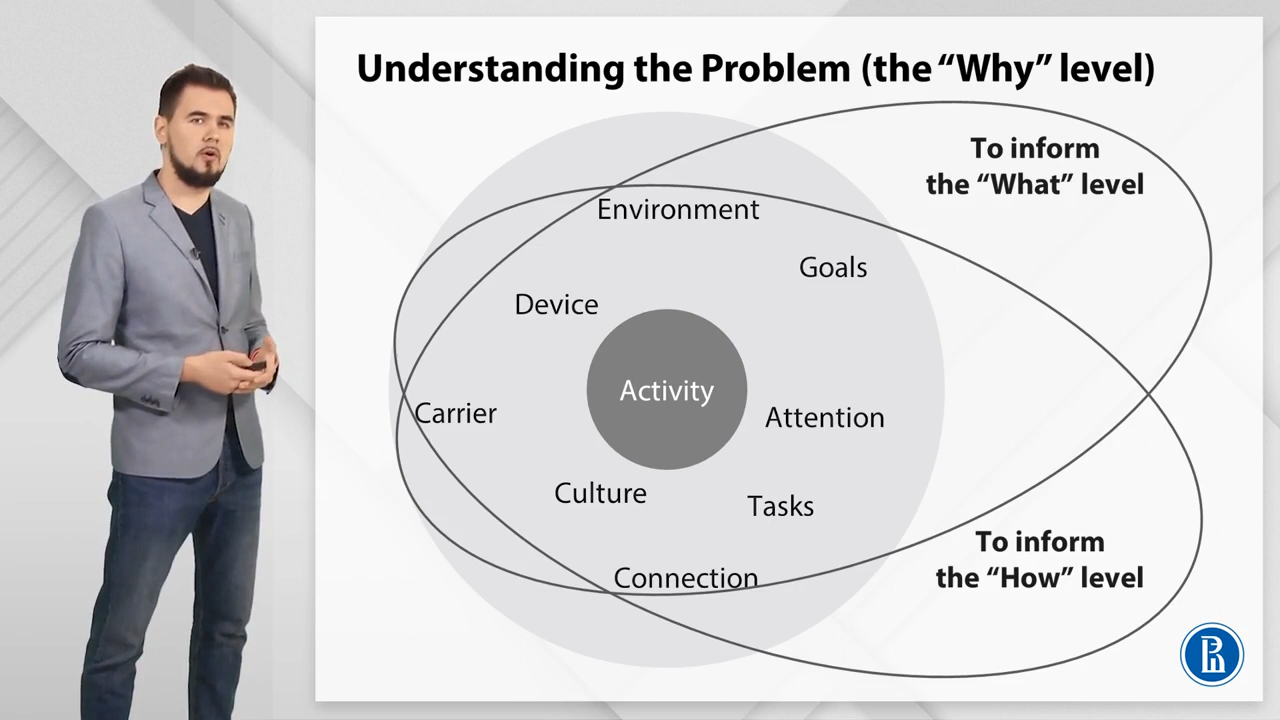 Understanding the Problem (the “Why” level)
To inform
the “What” level
Environment
Goals
Device
Activity
Carrier
Attention
Culture
Tasks
To inform
the “How” level
Connection